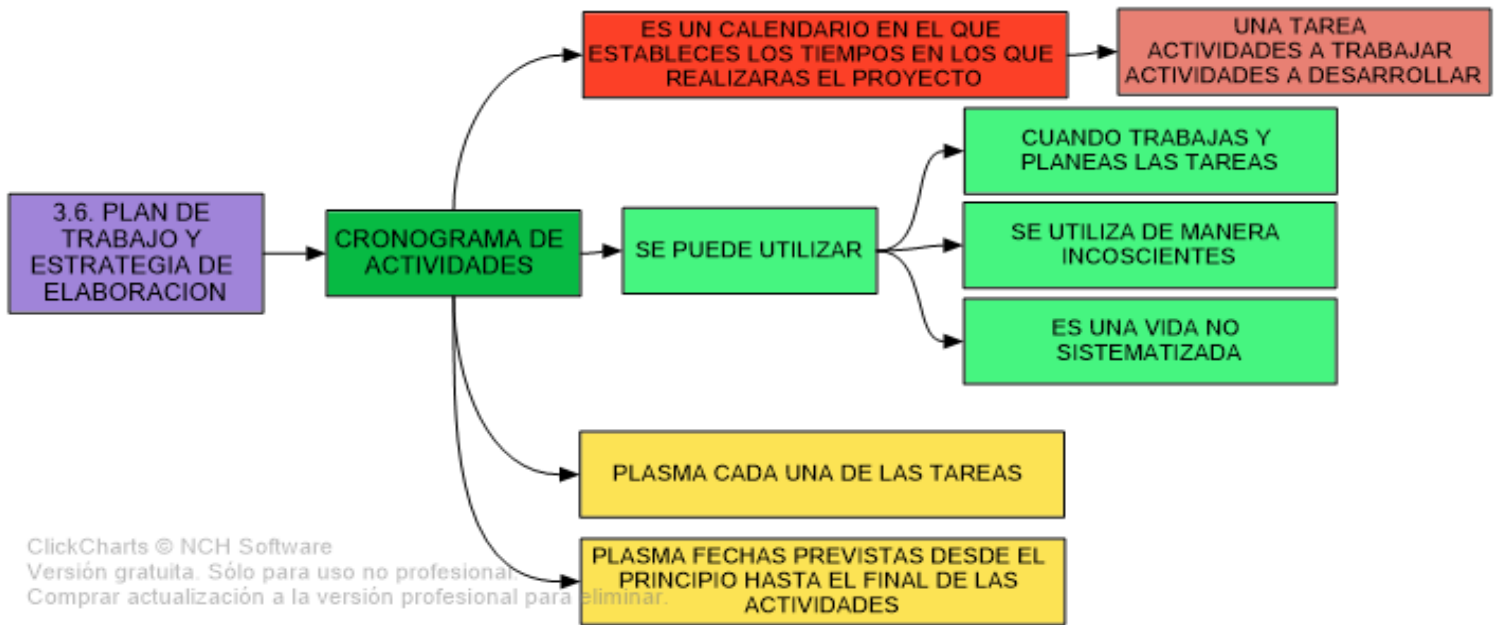 3.6. PLAN DE
TRABAJO Y
ESTRATEGIA DE
ELABORACION
CRONOGRAMA DE
ACTIVIDADES
ES UN CALENDARIO EN EL QUE
ESTABLECES LOS TIEMPOS EN LOS QUE
REALIZARAS EL PROYECTO
UNA TAREA
ACTIVIDADES A TRABAJAR
ACTIVIDADES A DESARROLLAR
SE PUEDE UTILIZAR
CUANDO TRABAJAS Y
PLANEAS LAS TAREAS
SE UTILIZA DE MANERA
INCOSCIENTES
ES UNA VIDA NO
SISTEMATIZADA
PLASMA CADA UNA DE LAS TAREAS
PLASMA FECHAS PREVISTAS DESDE EL
PRINCIPIO HASTA EL FINAL DE LAS
ACTIVIDADES
ClickCharts © NCH Software
Versión gratuita. Sólo para uso no profesional.
Comprar actualización a la versión profesional para eliminar.